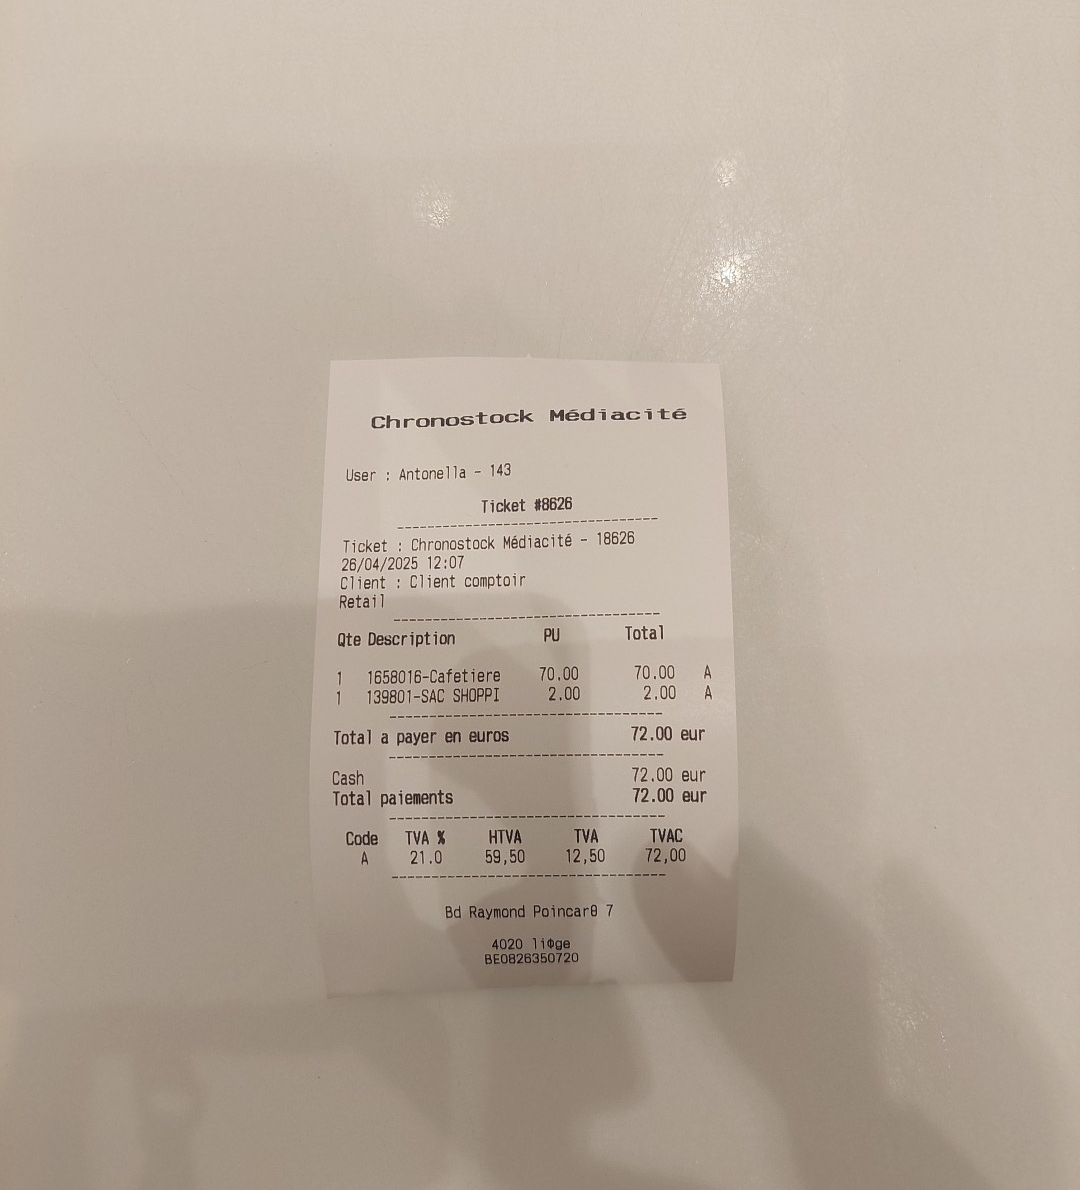 Chronostock Médiacité
User : Antonella - 143
Ticket #8626
Ticket : Chronostock Médiacité - 18626
26/04/2025 12:07
Client : Client comptoir
Retail
Qte Description PU Total
1 1658016-Cafetiere 70.00 70.00 A
1 139801-SAC SHOPPI 2.00 2.00 A
Total a payer en euros 72.00 eur
Cash 72.00 eur
Total paiements 72.00 eur
Code TVA % HTVA TVA TVAC
A 21.0 59,50 12,50 72,00
Bd Raymond PoincarΘ 7
4020 liΦge
BE0826350720